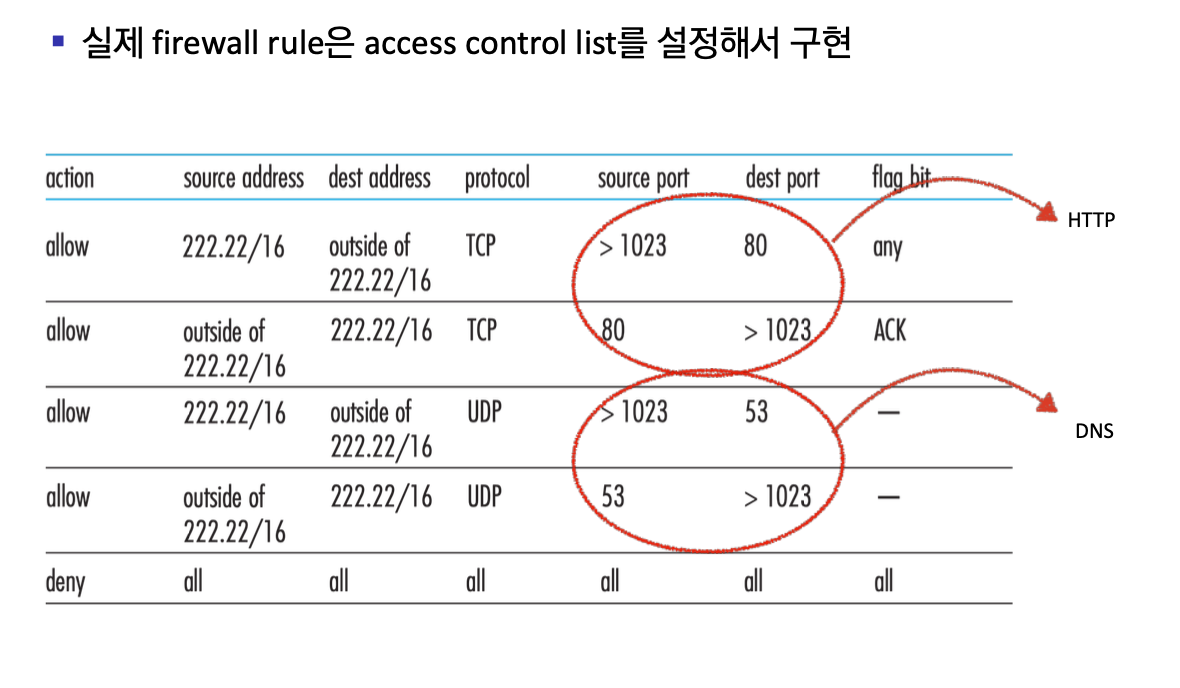 ▪ 실제 firewall rule은 access control list를 설정해서 구현
action source address dest address protocol source port dest port flag bit
HTTP
allow 222.22/16 outside of 222.22/16 TCP > 1023 80 any
allow outside of 222.22/16 222.22/16 TCP 80 > 1023 ACK
allow 222.22/16 outside of 222.22/16 UDP > 1023 53 —
DNS
allow outside of 222.22/16 222.22/16 UDP 53 > 1023 —
deny all all all all all all